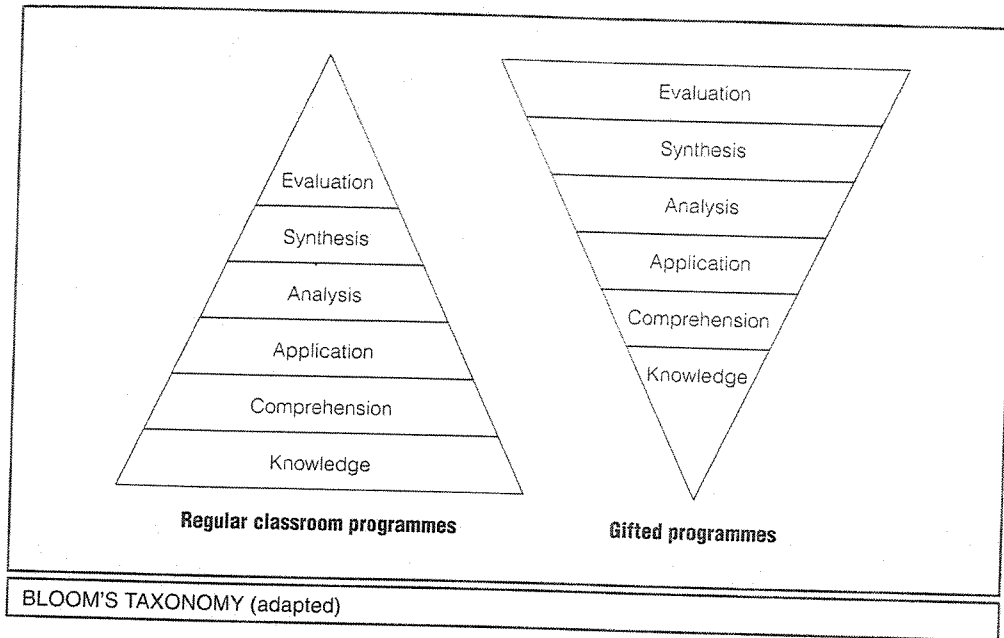 Evaluation
Synthesis
Analysis
Application
Comprehension
Knowledge
Regular classroom programmes
Evaluation
Synthesis
Analysis
Application
Comprehension
Knowledge
Gifted programmes
BLOOM'S TAXONOMY (adapted)